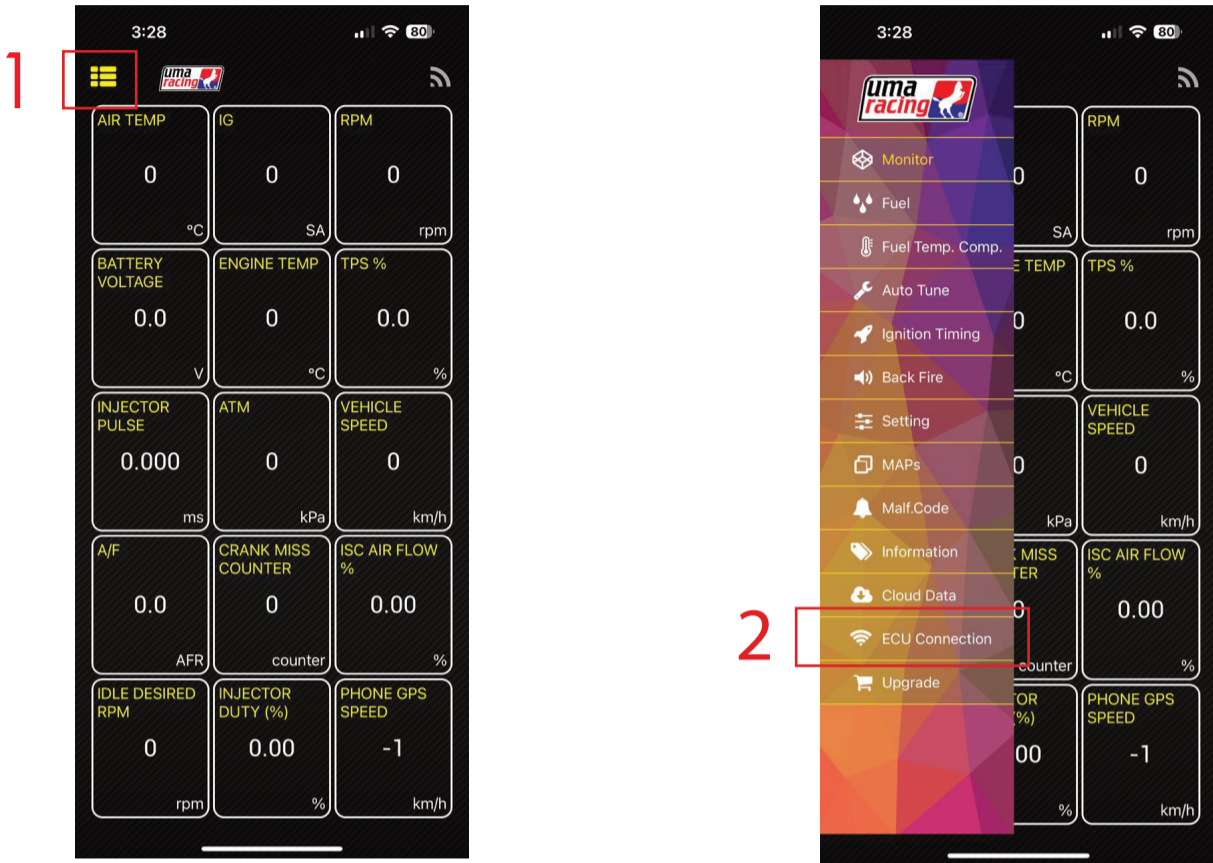 1
3:28
80
uma
racing
AIR TEMP
IG
RPM
0
0
0
°C
SA
rpm
BATTERY
VOLTAGE
ENGINE TEMP
TPS %
0.0
0
0.0
V
°C
%
INJECTOR
PULSE
ATM
VEHICLE
SPEED
0.000
0
0
ms
kPa
km/h
A/F
CRANK MISS
COUNTER
ISC AIR FLOW
%
0.0
0
0.00
AFR
counter
%
IDLE DESIRED
RPM
INJECTOR
DUTY (%)
PHONE GPS
SPEED
0
0.00
-1
rpm
%
km/h
2
3:28
80
uma
racing
Monitor
Fuel
Fuel Temp. Comp.
Auto Tune
Ignition Timing
Back Fire
Setting
MAPs
Malf.Code
Information
Cloud Data
ECU Connection
Upgrade
RPM
0
0
SA
rpm
E TEMP
TPS %
0
0.0
°C
%
VEHICLE
SPEED
0
0
kPa
km/h
MISS
TER
ISC AIR FLOW
%
0
0.00
counter
%
TOR
(%)
PHONE GPS
SPEED
00
-1
%
km/h